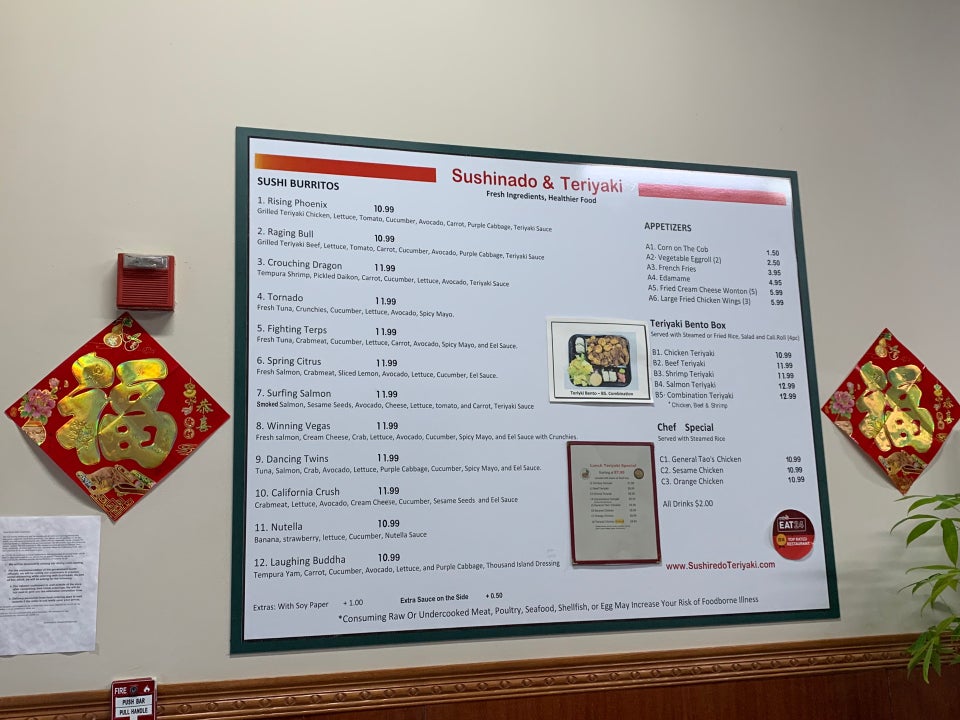 Sushinado & Teriyaki
Fresh Ingredients, Healthier Food
SUSHI BURRITOS
1. Rising Phoenix 10.99
Grilled Teriyaki Chicken, Lettuce, Tomato, Cucumber, Avocado, Carrot, Purple Cabbage, Teriyaki Sauce
2. Raging Bull 10.99
Grilled Teriyaki Beef, Lettuce, Tomato, Carrot, Cucumber, Avocado, Purple Cabbage, Teriyaki Sauce
3. Crouching Dragon 11.99
Tempura Shrimp, Pickled Daikon, Carrot, Cucumber, Lettuce, Avocado, Teriyaki Sauce
4. Tornado 11.99
Fresh Tuna, Crunchies, Cucumber, Lettuce, Avocado, Spicy Mayo.
5. Fighting Terps 11.99
Fresh Tuna, Crabmeat, Lettuce, Carrot, Cucumber, Avocado, Spicy Mayo, and Eel Sauce.
6. Spring Citrus 11.99
Fresh Salmon, Crabmeat, Sliced Lemon, Avocado, Lettuce, Cucumber, Eel Sauce.
7. Surfing Salmon 11.99
Smoked Salmon, Sesame Seeds, Avocado, Cheese, Lettuce, tomato, and Carrot, Teriyaki Sauce
8. Winning Vegas 11.99
Fresh salmon, Cream Cheese, Crab, Lettuce, Avocado, Cucumber, Spicy Mayo, and Eel Sauce with Crunchies.
9. Dancing Twins 11.99
Tuna, Salmon, Crab, Avocado, Lettuce, Purple Cabbage, Cucumber, Spicy Mayo, and Eel Sauce.
10. California Crush 11.99
Crabmeat, Lettuce, Avocado, Cream Cheese, Cucumber, Sesame Seeds and Eel Sauce
11. Nutella 10.99
Banana, strawberry, lettuce, Cucumber, Nutella Sauce
12. Laughing Buddha 10.99
Tempura Yam, Carrot, Cucumber, Avocado, Lettuce, and Purple Cabbage, Thousand Island Dressing
Extras: With Soy Paper + 1.00 Extra Sauce on the Side + 0.50
*Consuming Raw Or Undercooked Meat, Poultry, Seafood, Shellfish, or Egg May Increase Your Risk of Foodborne Illness
APPETIZERS
A1. Corn on The Cob 1.50
A2· Vegetable Eggroll (2) 2.50
A3. French Fries 3.95
A4. Edamame 4.95
A5. Fried Cream Cheese Wonton (5) 5.99
A6. Large Fried Chicken Wings (3) 5.99
Teriyaki Bento Box
Served with Steamed or Fried Rice, Salad and Cali.Roll (4pc)
B1. Chicken Teriyaki 10.99
B2. Beef Teriyaki 11.99
B3. Shrimp Teriyaki 11.99
B4. Salmon Teriyaki 12.99
B5· Combination Teriyaki 12.99
*Chicken, Beef & Shrimp
Teriyaki Bento – B5. Combination
Chef Special
Served with Steamed Rice
C1. General Tao's Chicken 10.99
C2. Sesame Chicken 10.99
C3. Orange Chicken 10.99
All Drinks $2.00
Lunch Teriyaki Special
EAT24
TOP RATED
RESTAURANT
www.SushiredoTeriyaki.com
福
恭
喜
福
FIRE
PUSH BAR
PULL HANDLE